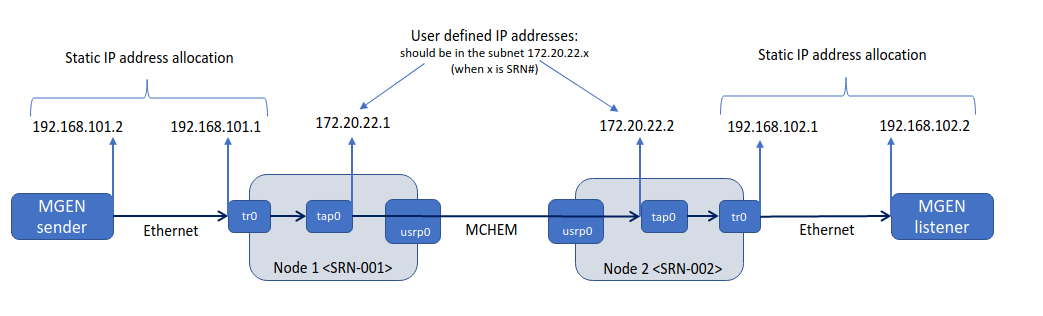 User defined IP addresses:
should be in the subnet 172.20.22.x
(when x is SRN#)
Static IP address allocation
Static IP address allocation
192.168.101.2
192.168.101.1
172.20.22.1
172.20.22.2
192.168.102.1
192.168.102.2
MGEN
sender
Ethernet
tr0
tap0
usrp0
Node 1 <SRN-001>
MCHEM
usrp0
tap0
tr0
Node 2 <SRN-002>
Ethernet
MGEN
listener